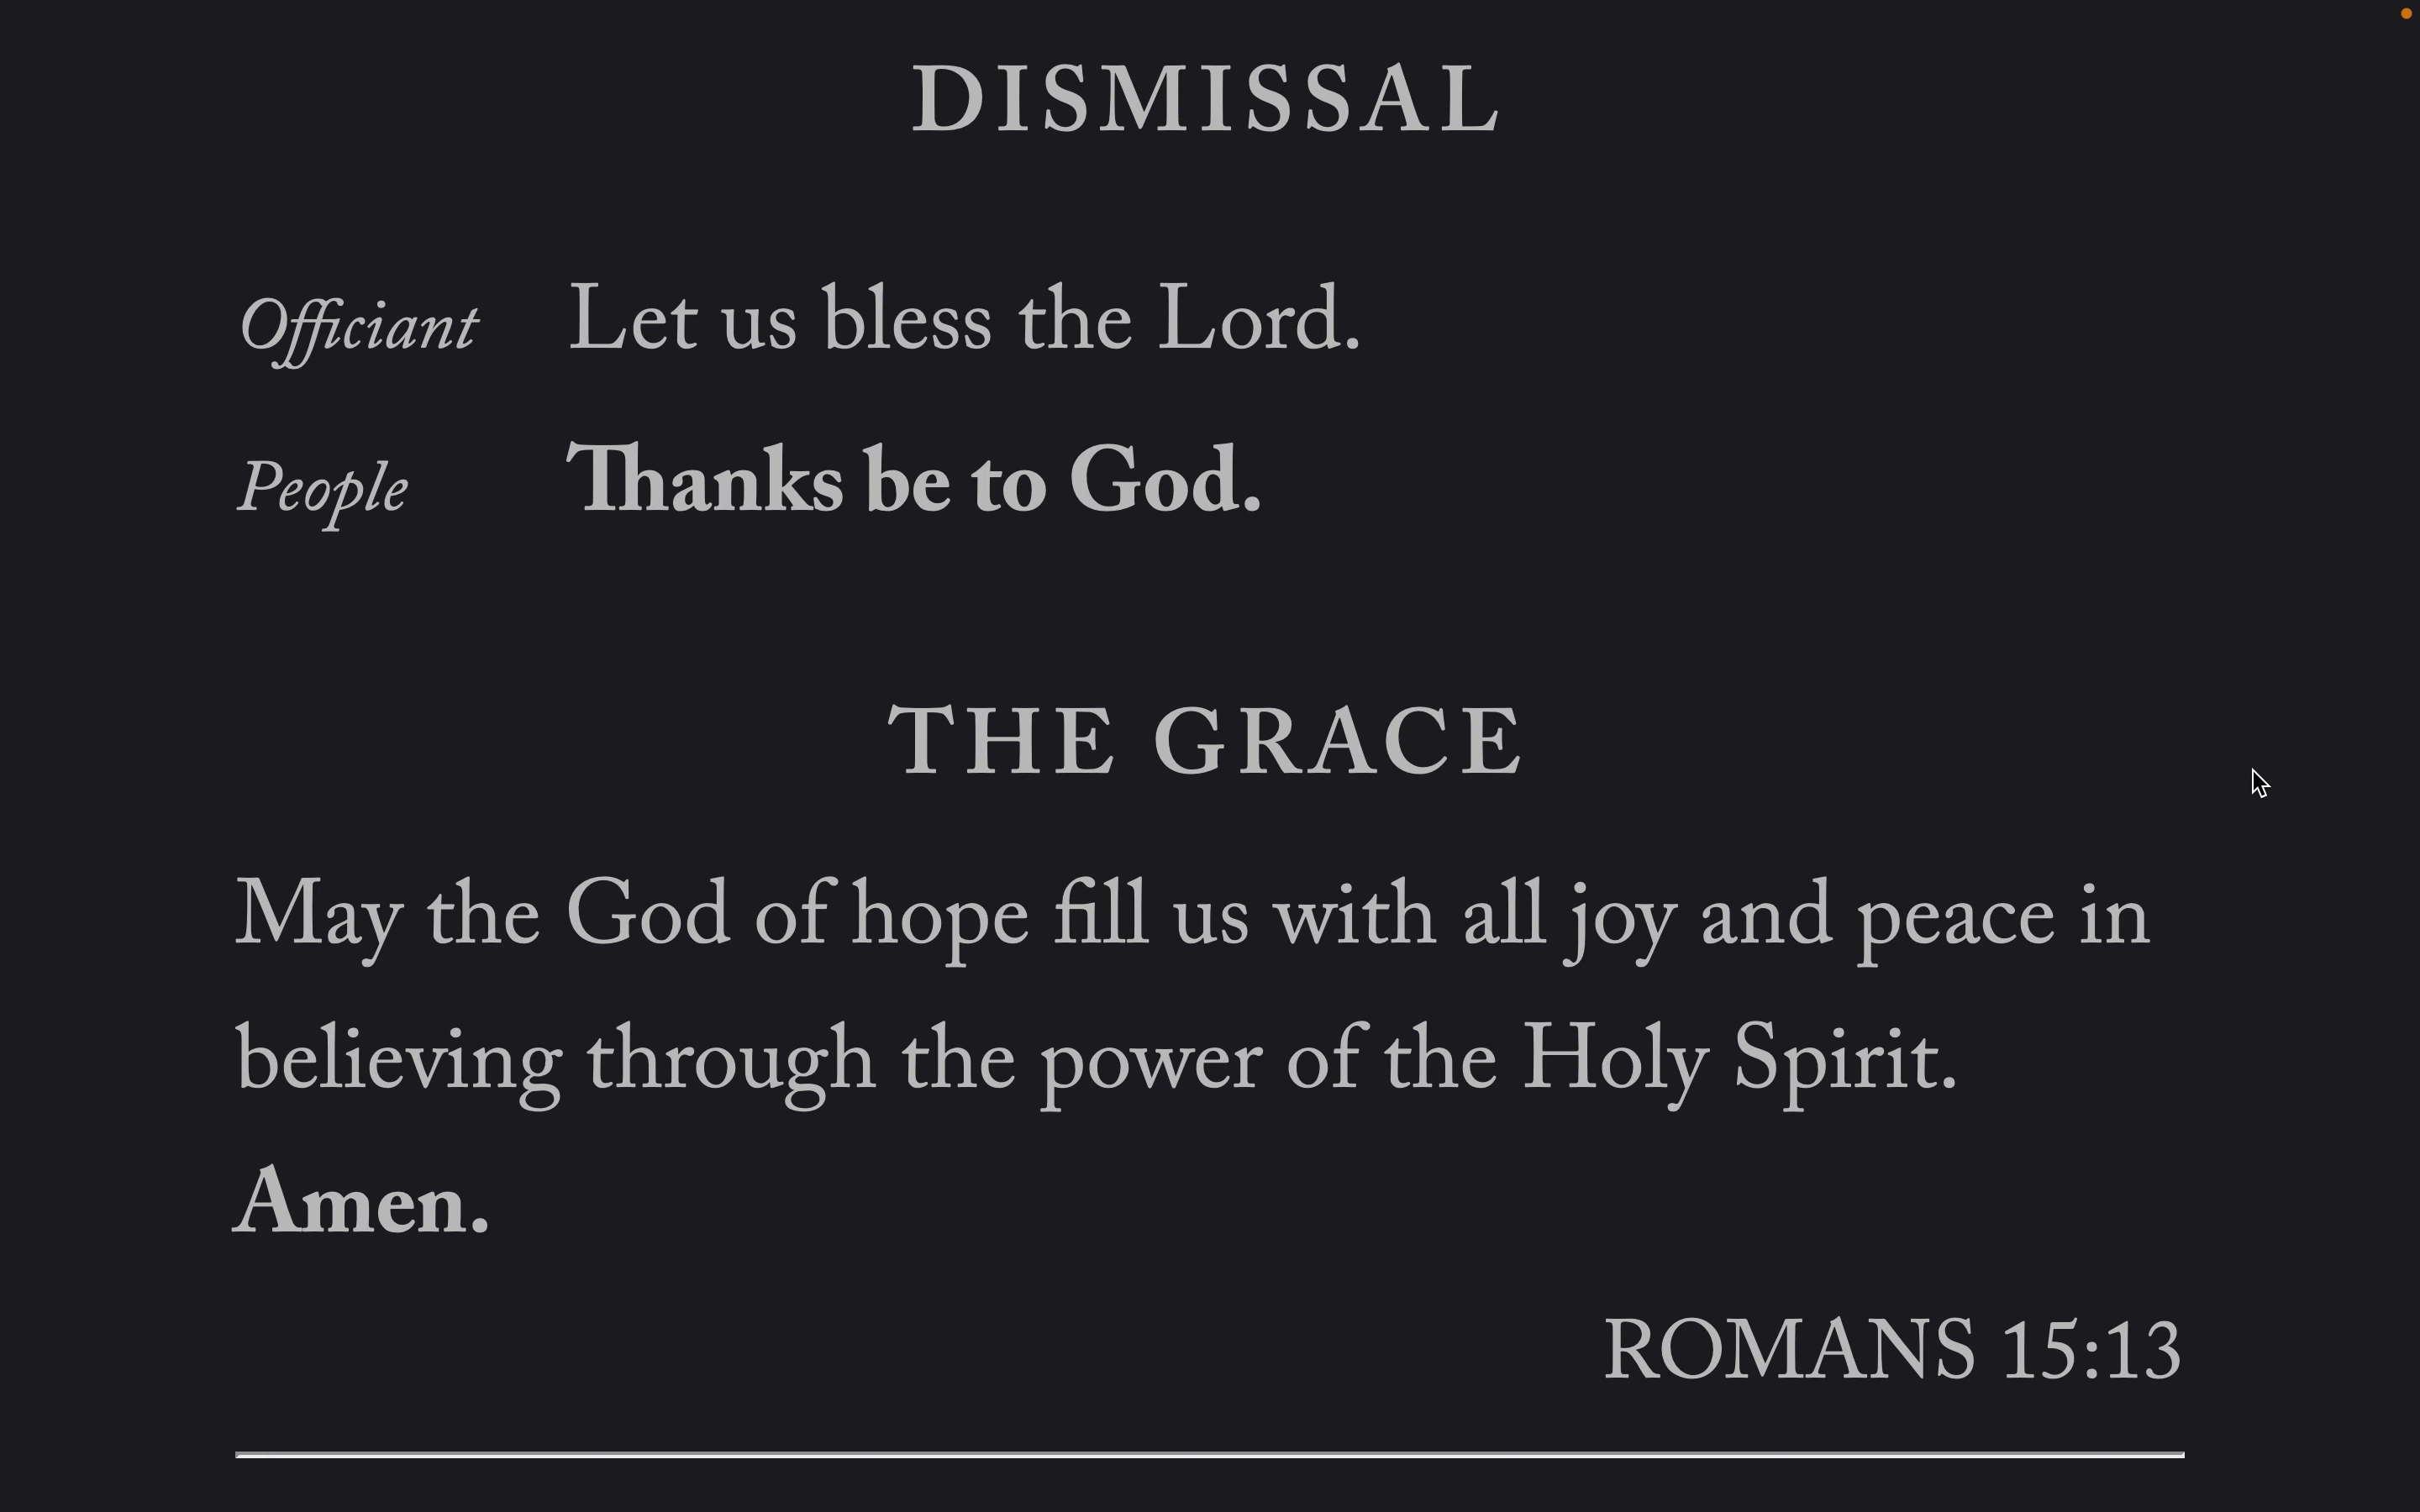 DISMISSAL
Officiant Let us bless the Lord.
People Thanks be to God.
THE GRACE
May the God of hope fill us with all joy and peace in
believing through the power of the Holy Spirit.
Amen.
ROMANS 15:13